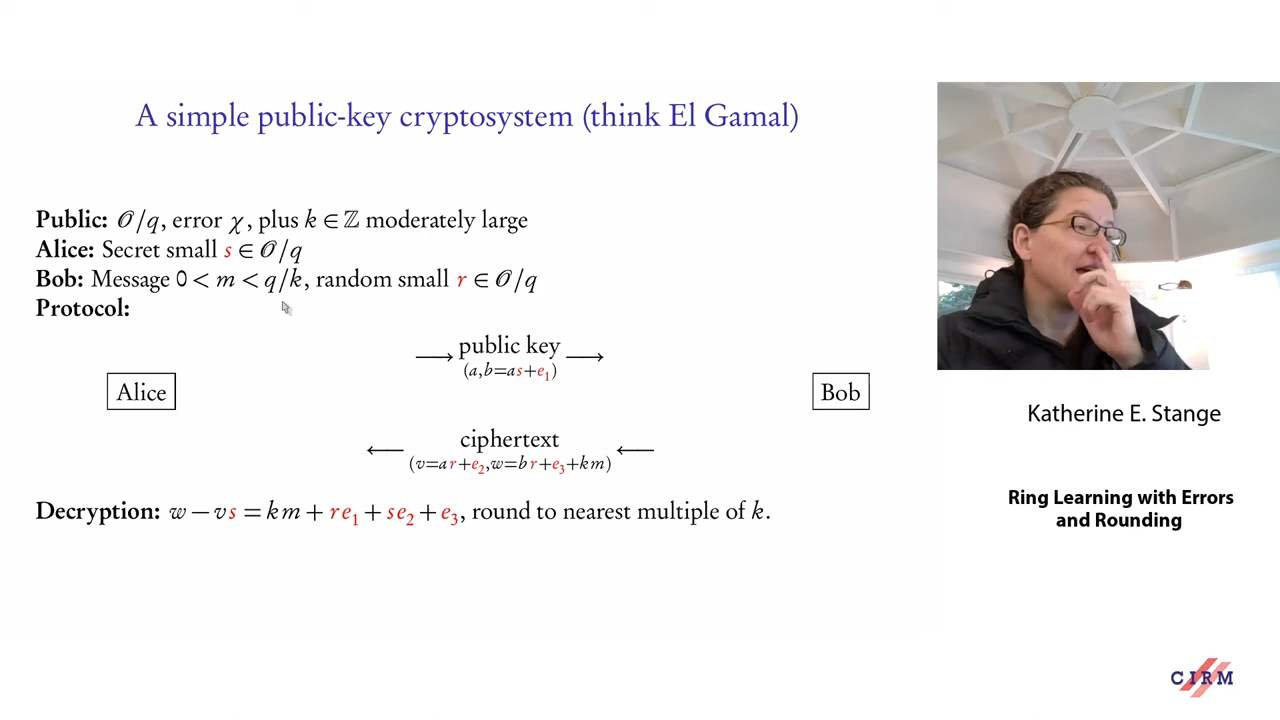 A simple public-key cryptosystem (think El Gamal)
Public: 𝒪/q, error χ, plus k ∈ ℤ moderately large
Alice: Secret small s ∈ 𝒪/q
Bob: Message 0 < m < q/k, random small r ∈ 𝒪/q
Protocol:
⟶ public key ⟶
(a,b=as+e₁)
Alice
Bob
⟵ ciphertext ⟵
(v=ar+e₂,w=br+e₃+km)
Decryption: w − vs = km + re₁ + se₂ + e₃, round to nearest multiple of k.
Katherine E. Stange
Ring Learning with Errors
and Rounding
CIRM